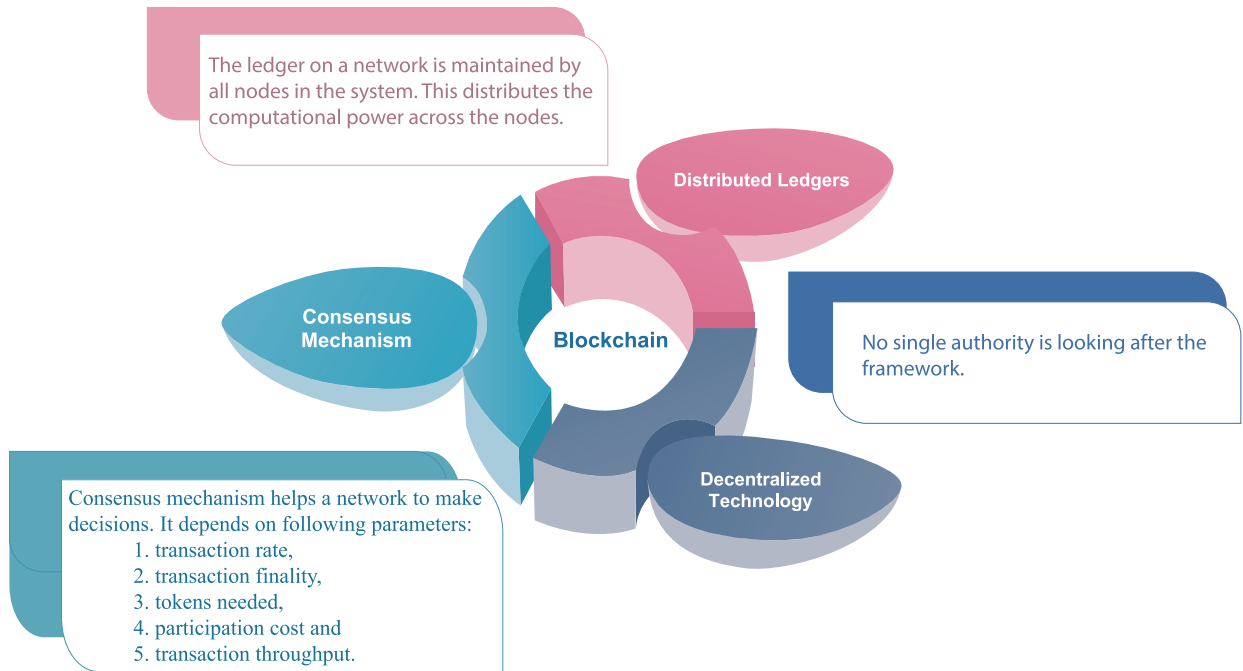 The ledger on a network is maintained by
all nodes in the system. This distributes the
computational power across the nodes.
Distributed Ledgers
Consensus
Mechanism
Blockchain
No single authority is looking after the
framework.
Decentralized
Technology
Consensus mechanism helps a network to make
decisions. It depends on following parameters:
1. transaction rate,
2. transaction finality,
3. tokens needed,
4. participation cost and
5. transaction throughput.